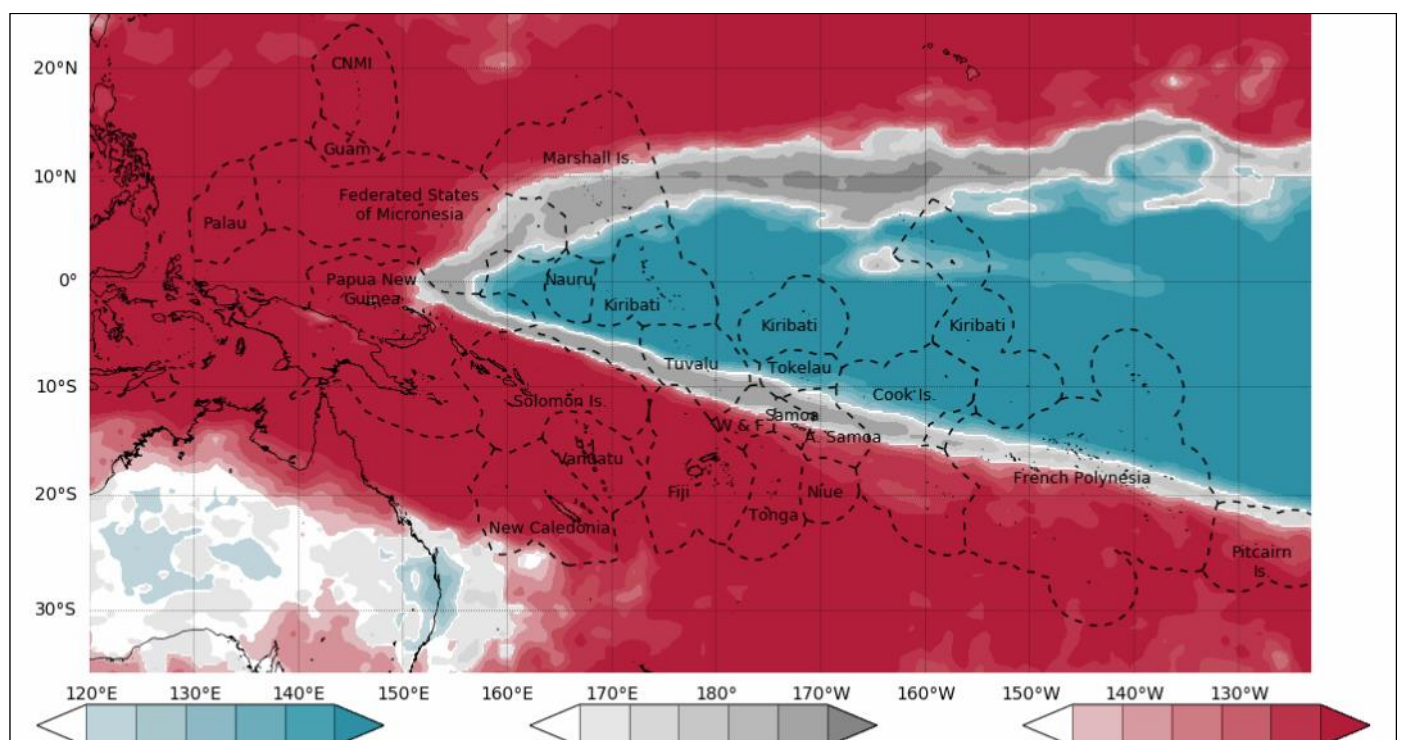 20°N
10°N
0°
10°S
20°S
30°S
CNMI
Guam
Marshall Is.
Federated States
of Micronesia
Palau
Papua New
Guinea
Nauru
Kiribati
Kiribati
Kiribati
Tuvalu
Tokelau
Solomon Is.
Cook Is.
Samoa
W & F
A. Samoa
Vanuatu
French Polynesia
Fiji
Niue
Tonga
New Caledonia
Pitcairn
Is
120°E 130°E 140°E 150°E 160°E 170°E 180° 170°W 160°W 150°W 140°W 130°W